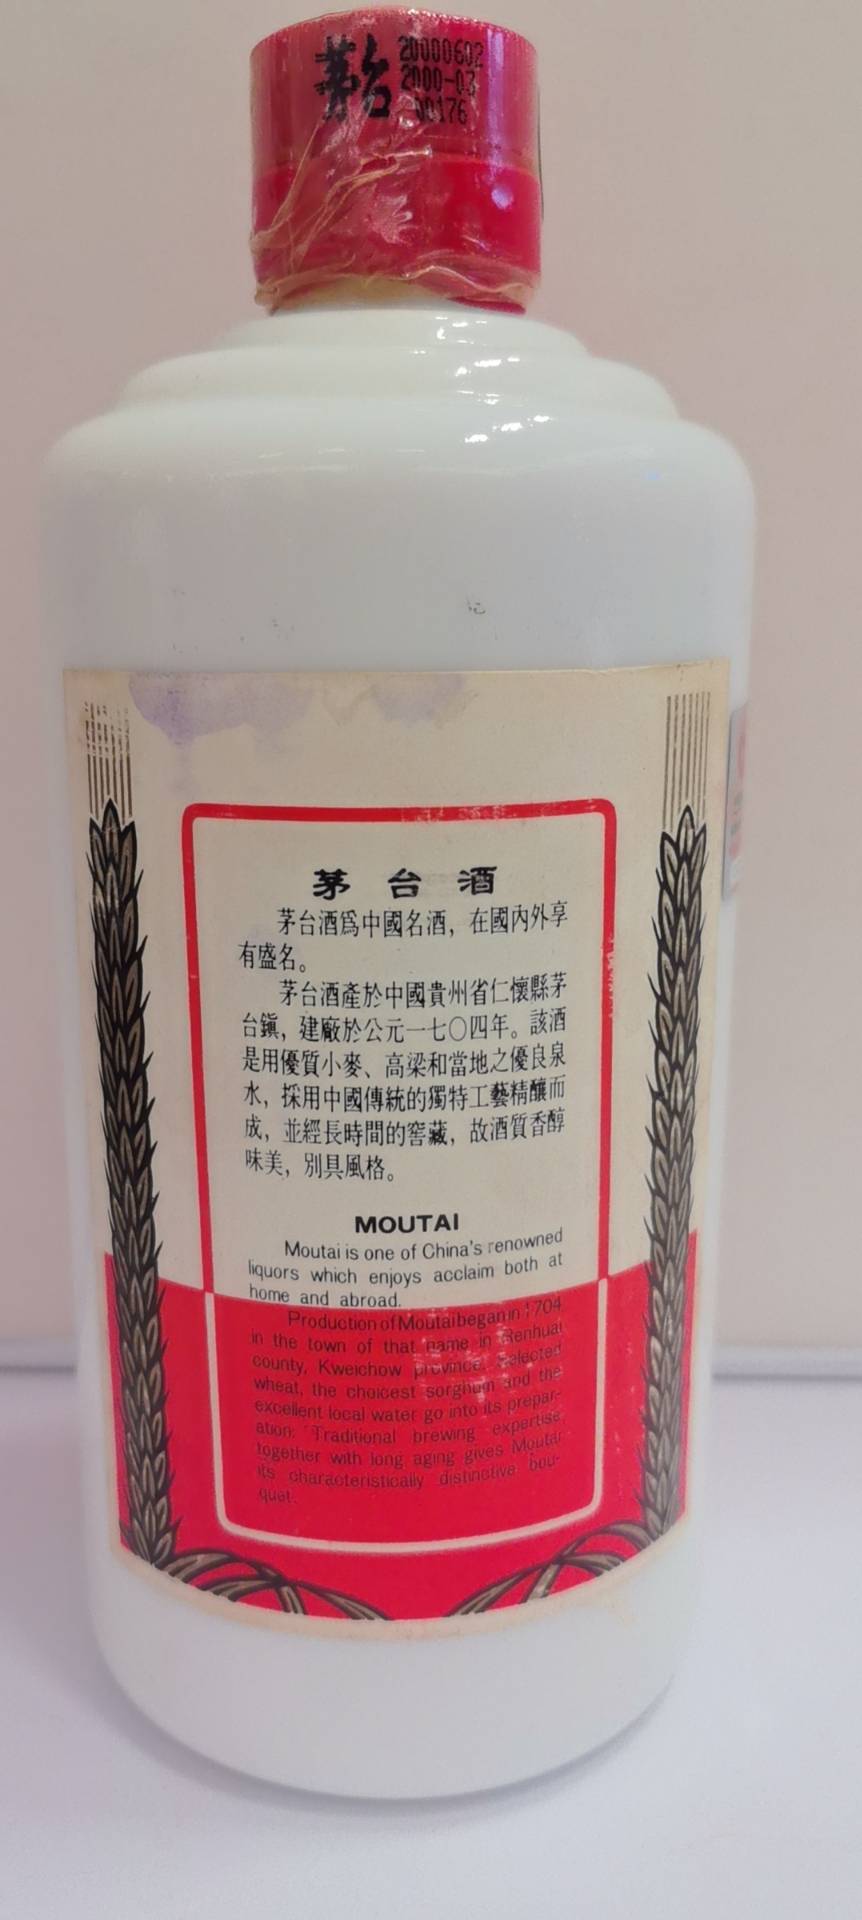 茅台
20000602
2000-03
00176
茅台酒
茅台酒爲中國名酒，在國內外享
有盛名。
茅台酒產於中國貴州省仁懷縣茅
台鎮，建廠於公元一七〇四年。該酒
是用優質小麥、高梁和當地之優良泉
水，採用中國傳統的獨特工藝精釀而
成，並經長時間的窖藏，故酒質香醇
味美，別具風格。
MOUTAI
Moutai is one of China's renowned
liquors which enjoys acclaim both at
home and abroad.
Production of Moutai began in 1704
in the town of that name in Renhuai
county, Kweichow province. Selected
wheat, the choicest sorghum and the
excellent local water go into its prepar-
ation. Traditional brewing expertise
together with long aging gives Moutai
its characteristically distinctive bou-
quet.